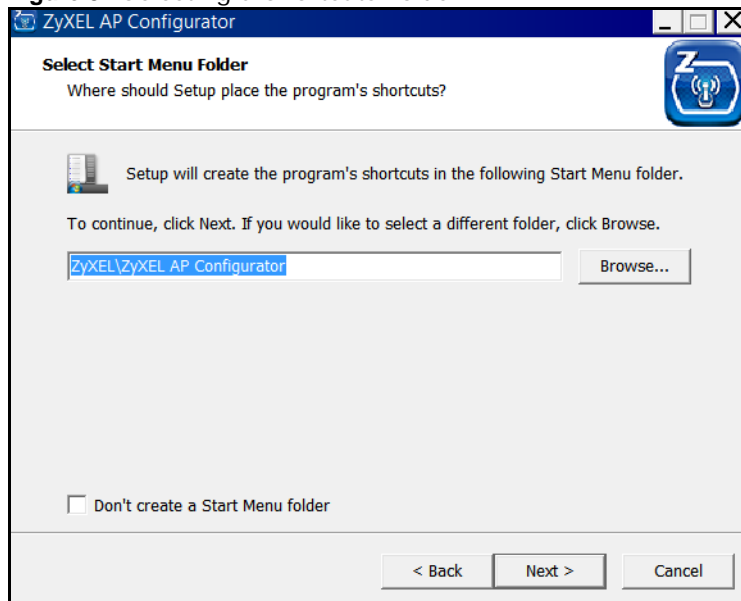 ZyXEL AP Configurator
Select Start Menu Folder
Where should Setup place the program's shortcuts?
Z
Setup will create the program's shortcuts in the following Start Menu folder.
To continue, click Next. If you would like to select a different folder, click Browse.
ZyXEL\ZyXEL AP Configurator
Browse...
Don't create a Start Menu folder
< Back
Next >
Cancel